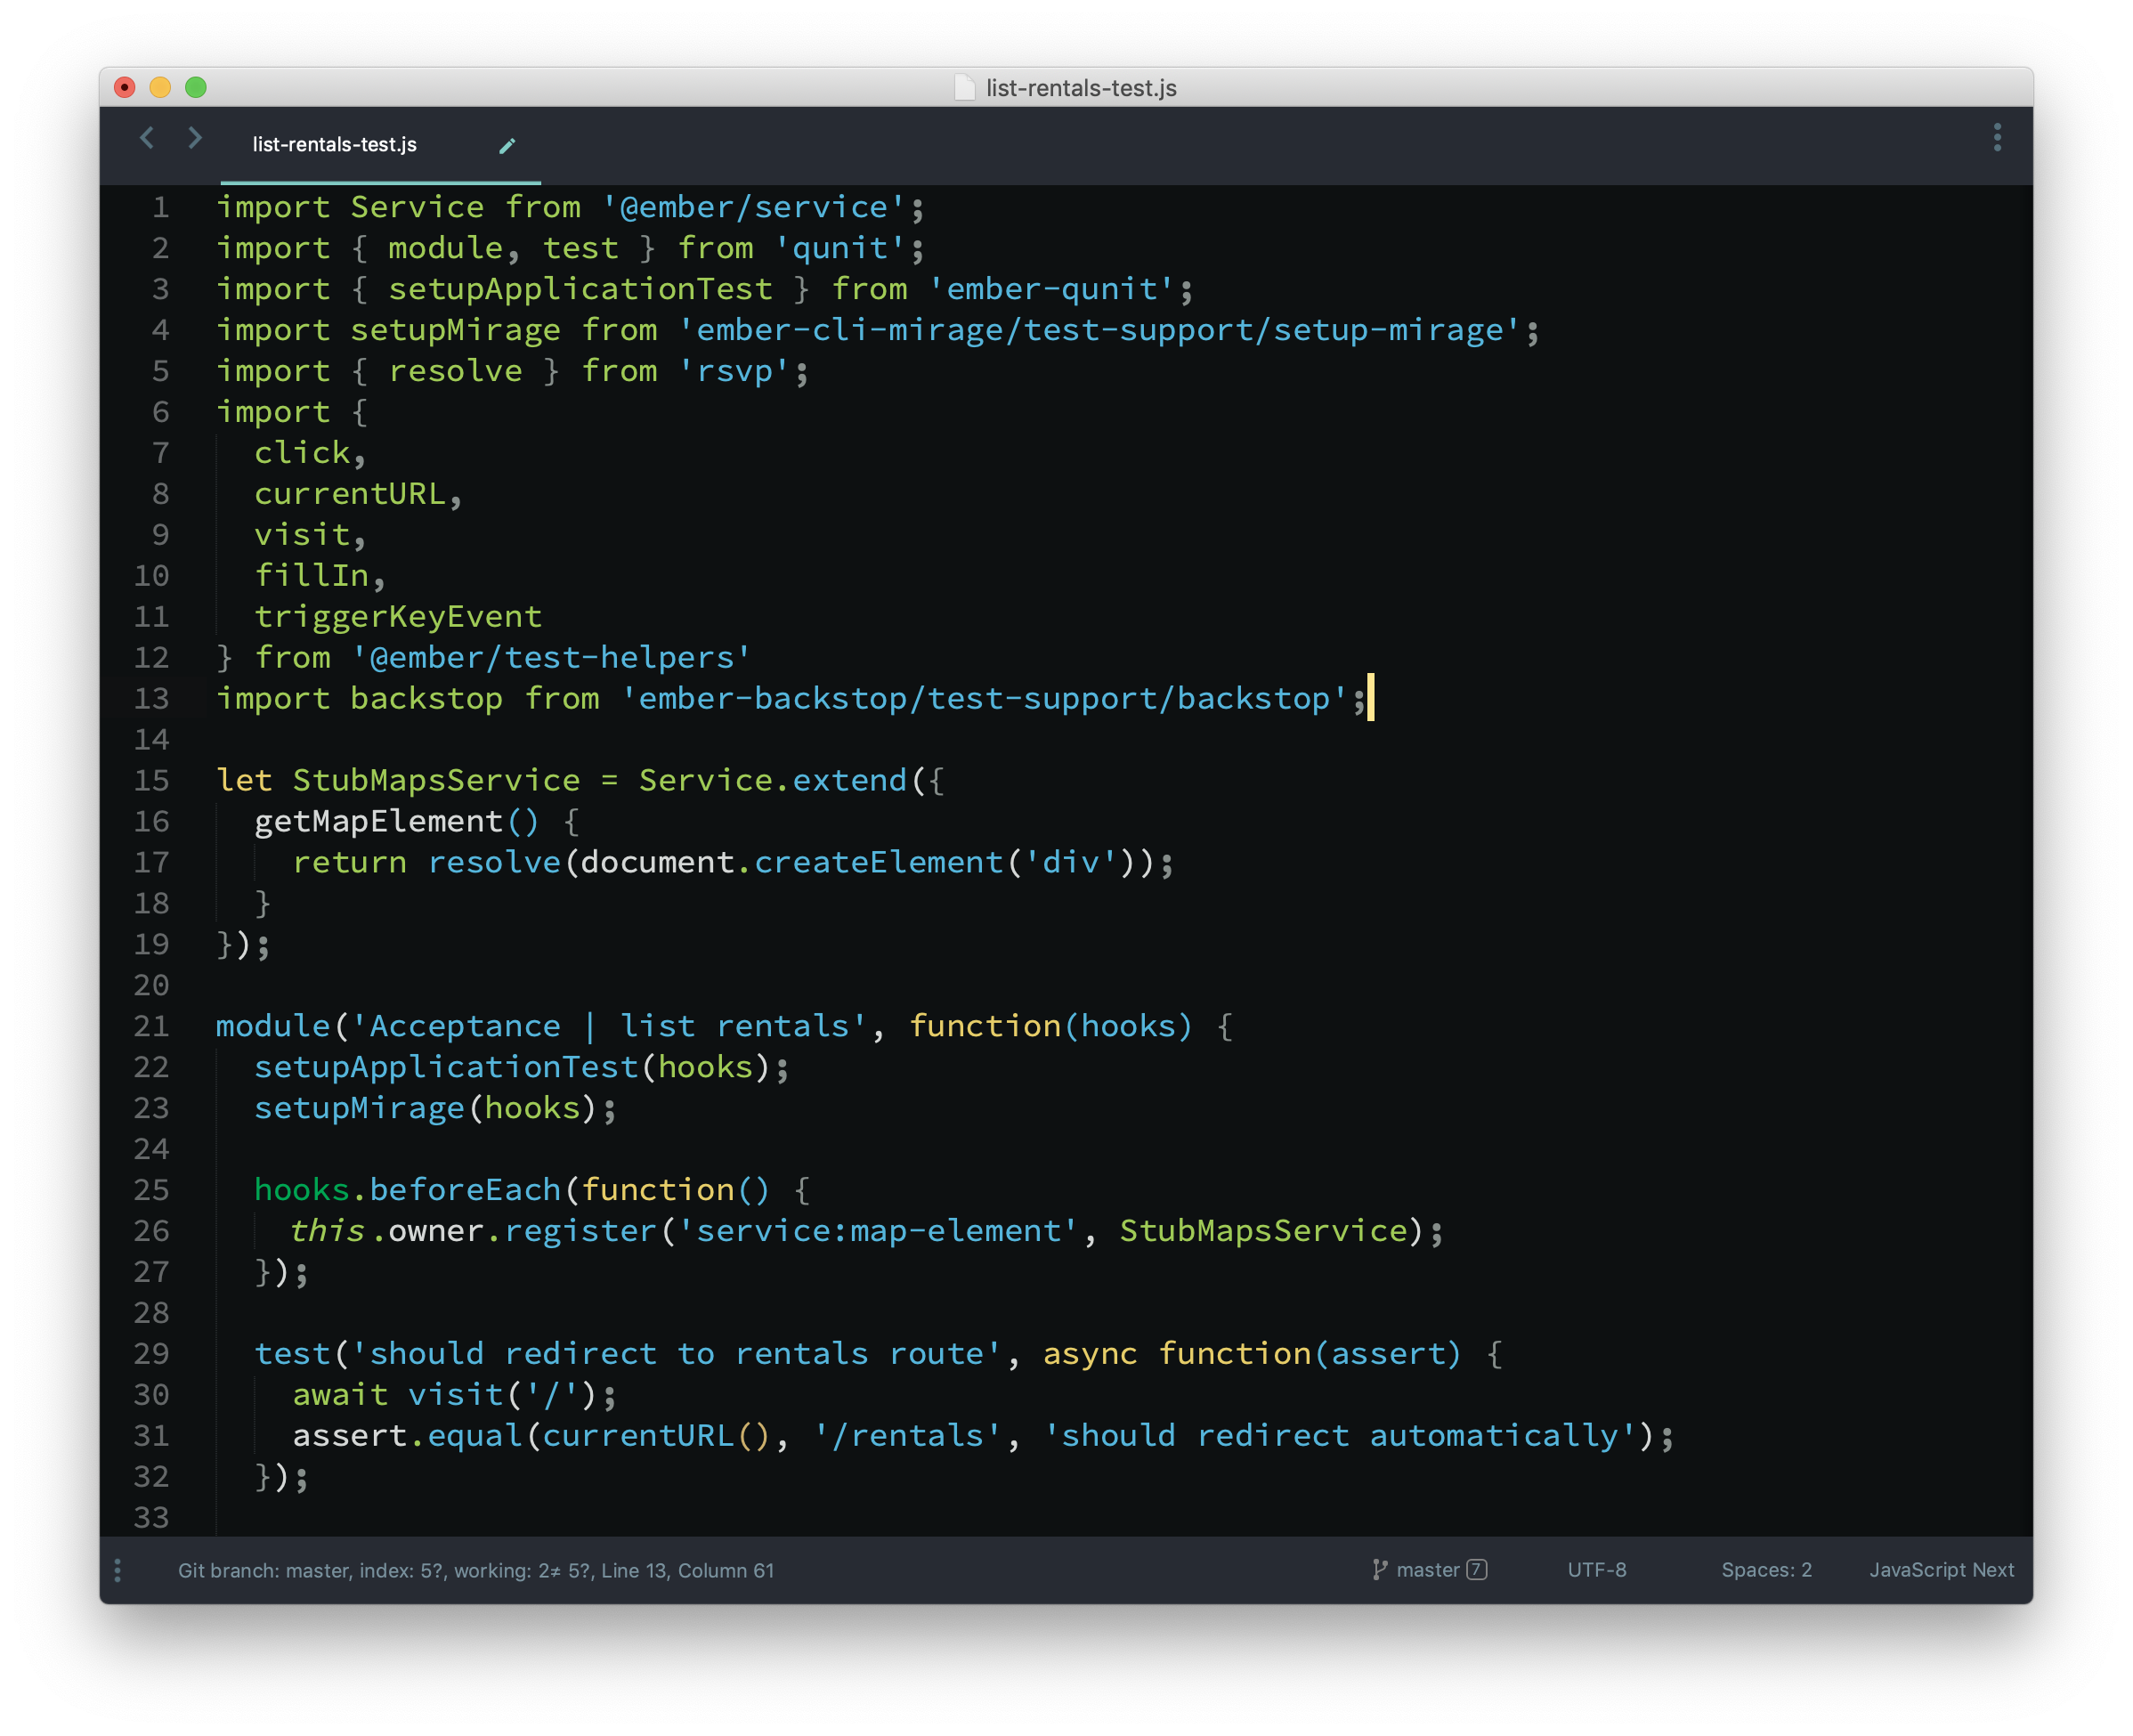 list-rentals-test.js
list-rentals-test.js
1 import Service from '@ember/service';
2 import { module, test } from 'qunit';
3 import { setupApplicationTest } from 'ember-qunit';
4 import setupMirage from 'ember-cli-mirage/test-support/setup-mirage';
5 import { resolve } from 'rsvp';
6 import {
7   click,
8   currentURL,
9   visit,
10   fillIn,
11   triggerKeyEvent
12 } from '@ember/test-helpers'
13 import backstop from 'ember-backstop/test-support/backstop';
14
15 let StubMapsService = Service.extend({
16   getMapElement() {
17     return resolve(document.createElement('div'));
18   }
19 });
20
21 module('Acceptance | list rentals', function(hooks) {
22   setupApplicationTest(hooks);
23   setupMirage(hooks);
24
25   hooks.beforeEach(function() {
26     this.owner.register('service:map-element', StubMapsService);
27   });
28
29   test('should redirect to rentals route', async function(assert) {
30     await visit('/');
31     assert.equal(currentURL(), '/rentals', 'should redirect automatically');
32   });
33
Git branch: master, index: 5?, working: 2≠ 5?, Line 13, Column 61 master 7 UTF-8 Spaces: 2 JavaScript Next